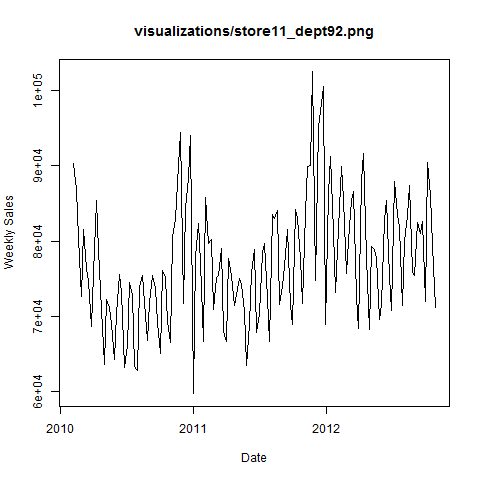 visualizations/store11_dept92.png
Weekly Sales
1e+05
9e+04
8e+04
7e+04
6e+04
2010
2011
2012
Date